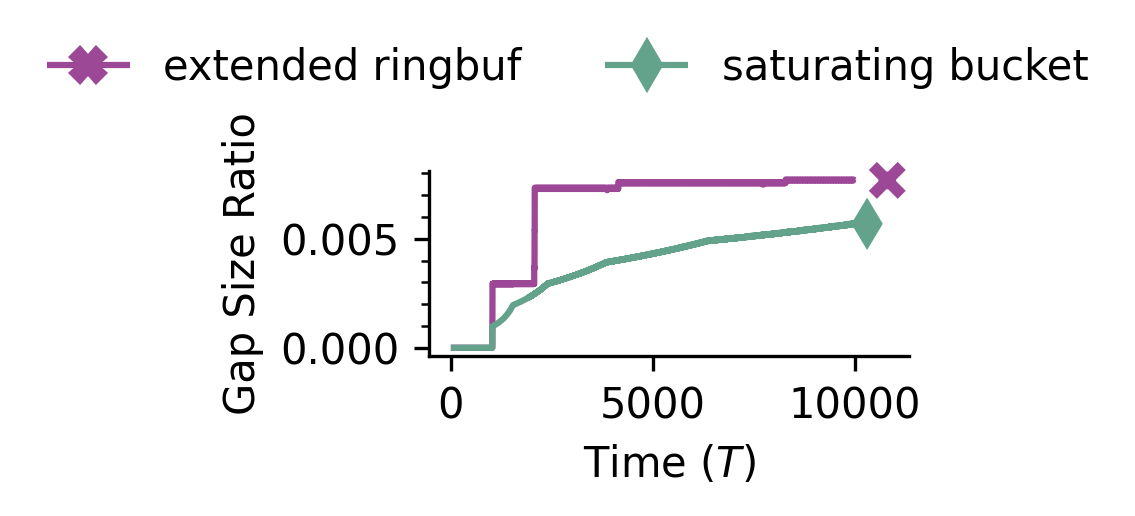 extended ringbuf
saturating bucket
Gap Size Ratio
0.005
0.000
0
5000
10000
Time (T)